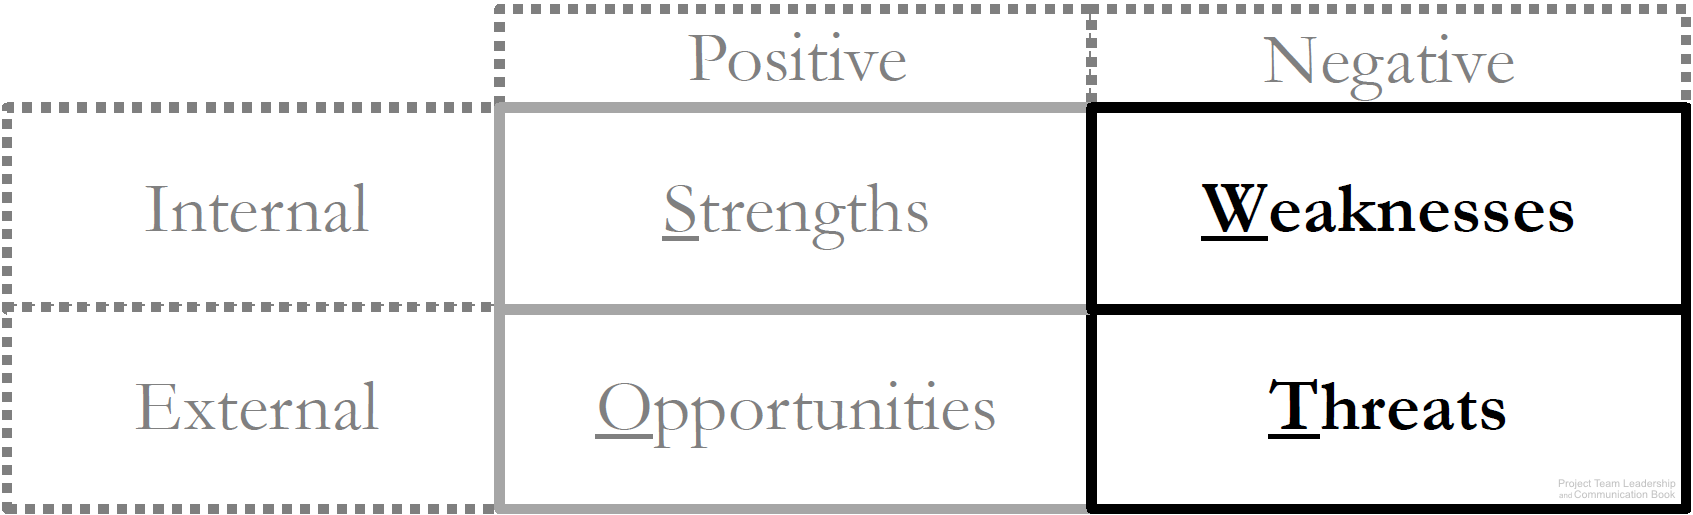 Positive Negative
Internal Strengths Weaknesses
External Opportunities Threats
Project Team Leadership
and Communication Book